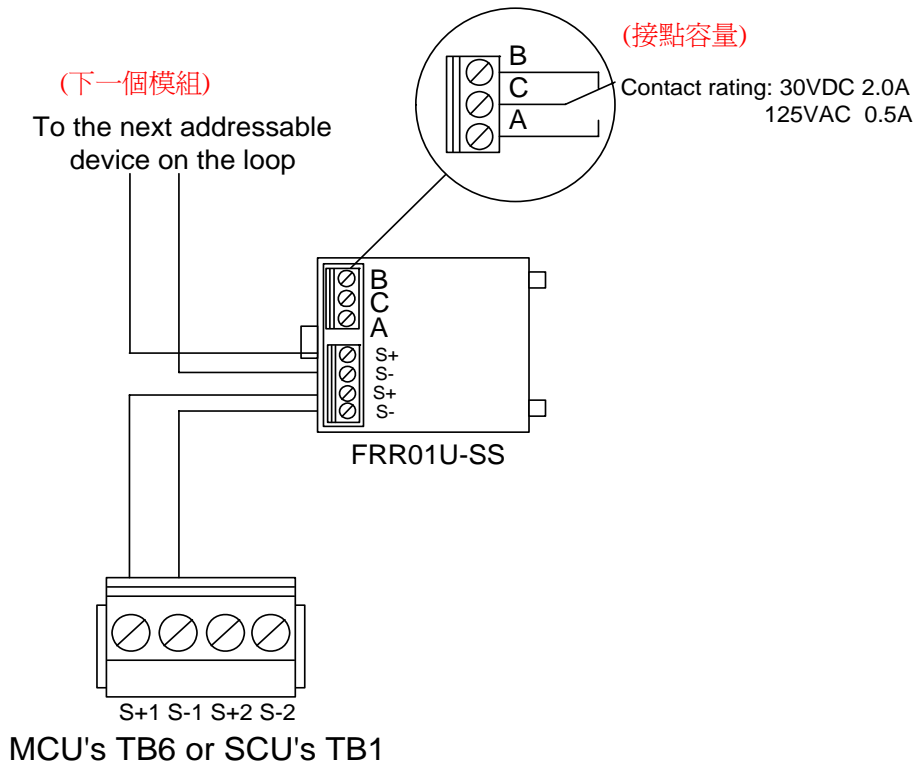 (接點容量)
B
C
A
Contact rating: 30VDC 2.0A
125VAC 0.5A
(下一個模組)
To the next addressable
device on the loop
B
C
A
S+
S-
S+
S-
FRR01U-SS
S+1 S-1 S+2 S-2
MCU's TB6 or SCU's TB1